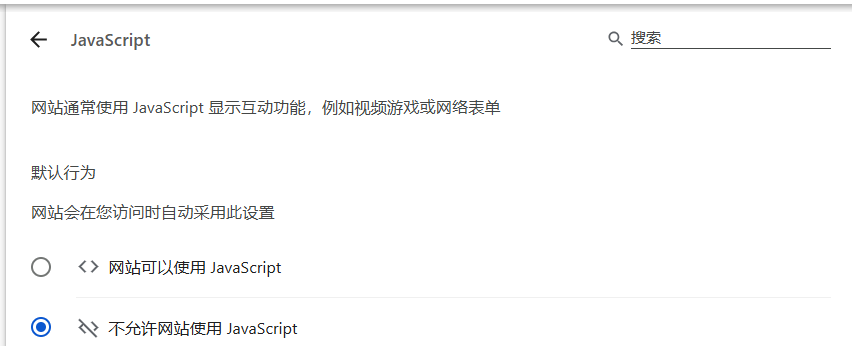 JavaScript
搜索
网站通常使用 JavaScript 显示互动功能，例如视频游戏或网络表单
默认行为
网站会在您访问时自动采用此设置
网站可以使用 JavaScript
不允许网站使用 JavaScript